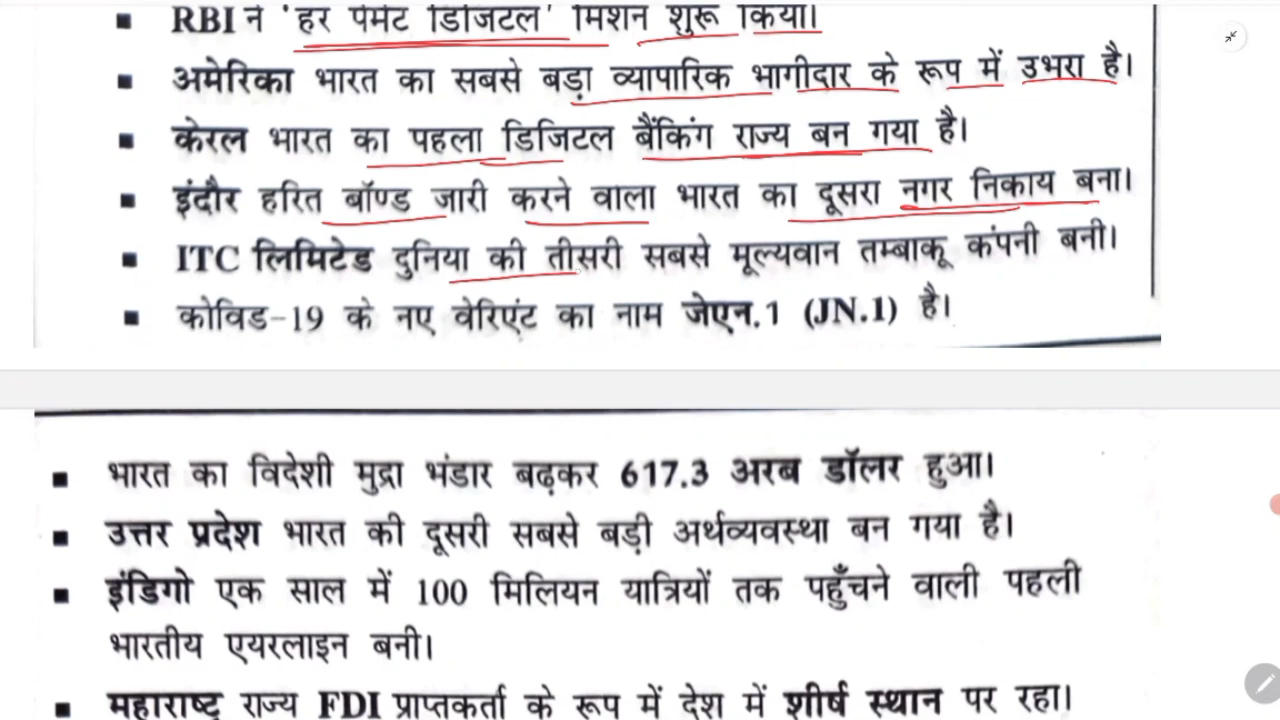 ▪ RBI ने 'हर पेमेंट डिजिटल' मिशन शुरू किया।
▪ अमेरिका भारत का सबसे बड़ा व्यापारिक भागीदार के रूप में उभरा है।
▪ केरल भारत का पहला डिजिटल बैंकिंग राज्य बन गया है।
▪ इंदौर हरित बॉण्ड जारी करने वाला भारत का दूसरा नगर निकाय बना।
▪ ITC लिमिटेड दुनिया की तीसरी सबसे मूल्यवान तम्बाकू कंपनी बनी।
▪ कोविड-19 के नए वेरिएंट का नाम जेएन.1 (JN.1) है।
▪ भारत का विदेशी मुद्रा भंडार बढ़कर 617.3 अरब डॉलर हुआ।
▪ उत्तर प्रदेश भारत की दूसरी सबसे बड़ी अर्थव्यवस्था बन गया है।
▪ इंडिगो एक साल में 100 मिलियन यात्रियों तक पहुँचने वाली पहली
भारतीय एयरलाइन बनी।
▪ महाराष्ट्र राज्य FDI प्राप्तकर्ता के रूप में देश में शीर्ष स्थान पर रहा।